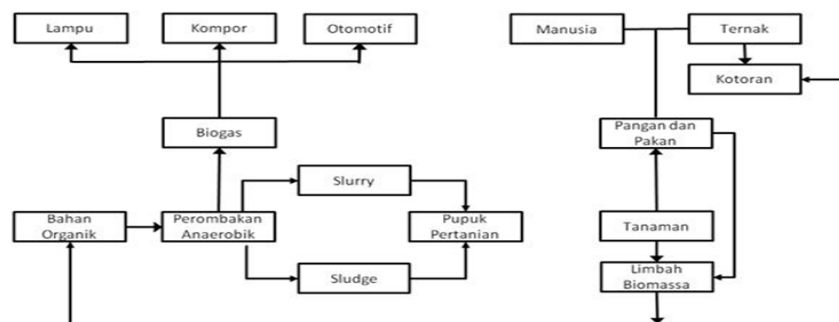 Lampu
Kompor
Otomotif
Manusia
Ternak
Kotoran
Biogas
Pangan dan
Pakan
Slurry
Bahan
Organik
Perombakan
Anaerobik
Pupuk
Pertanian
Tanaman
Sludge
Limbah
Biomassa